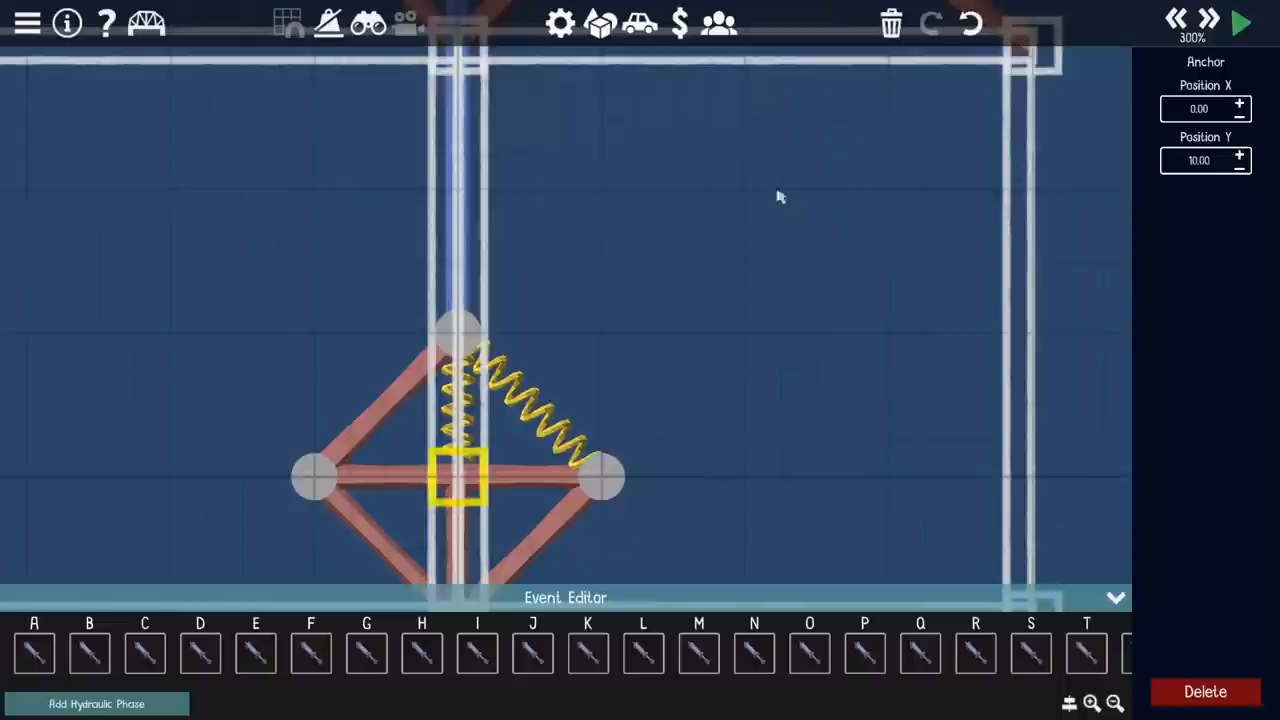 300%
Anchor
Position X
0.00
Position Y
10.00
Event Editor
A B C D E F G H I J K L M N O P Q R S T
Add Hydraulic Phase
Delete